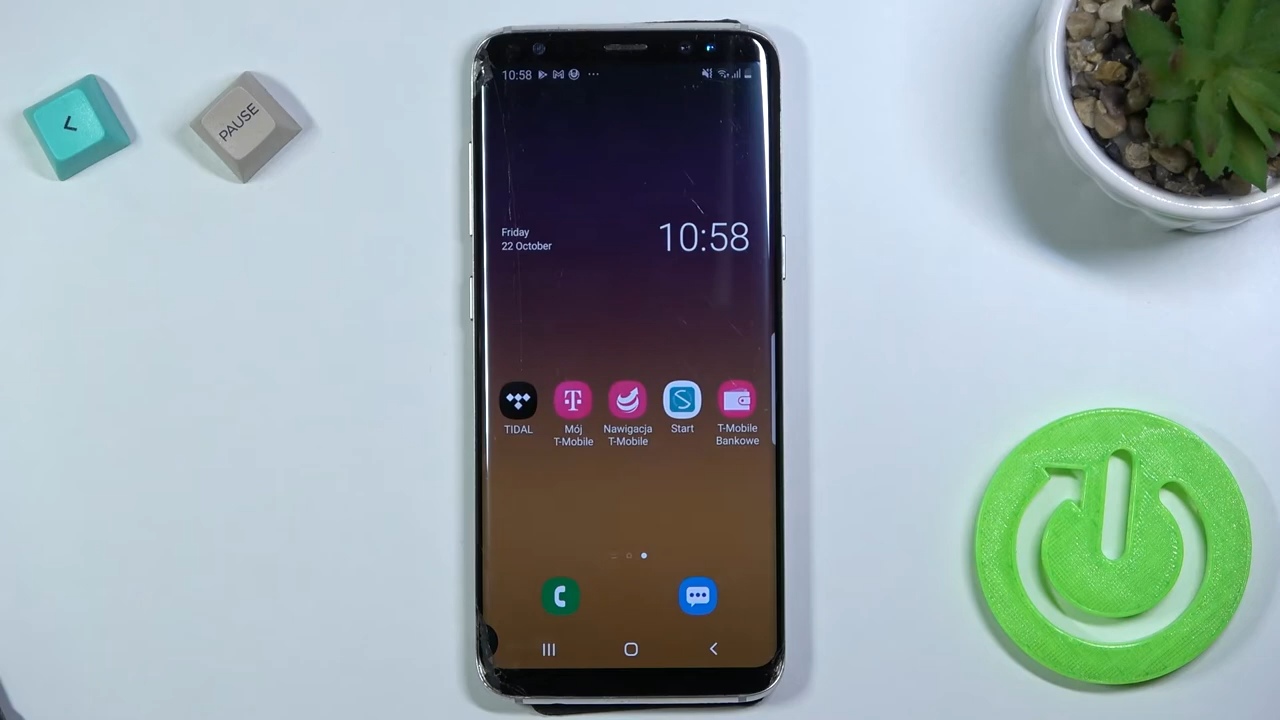 <
PAUSE
10:58
Friday
22 October
10:58
TIDAL
Mój
T-Mobile
Nawigacja
T-Mobile
Start
T-Mobile
Bankowe